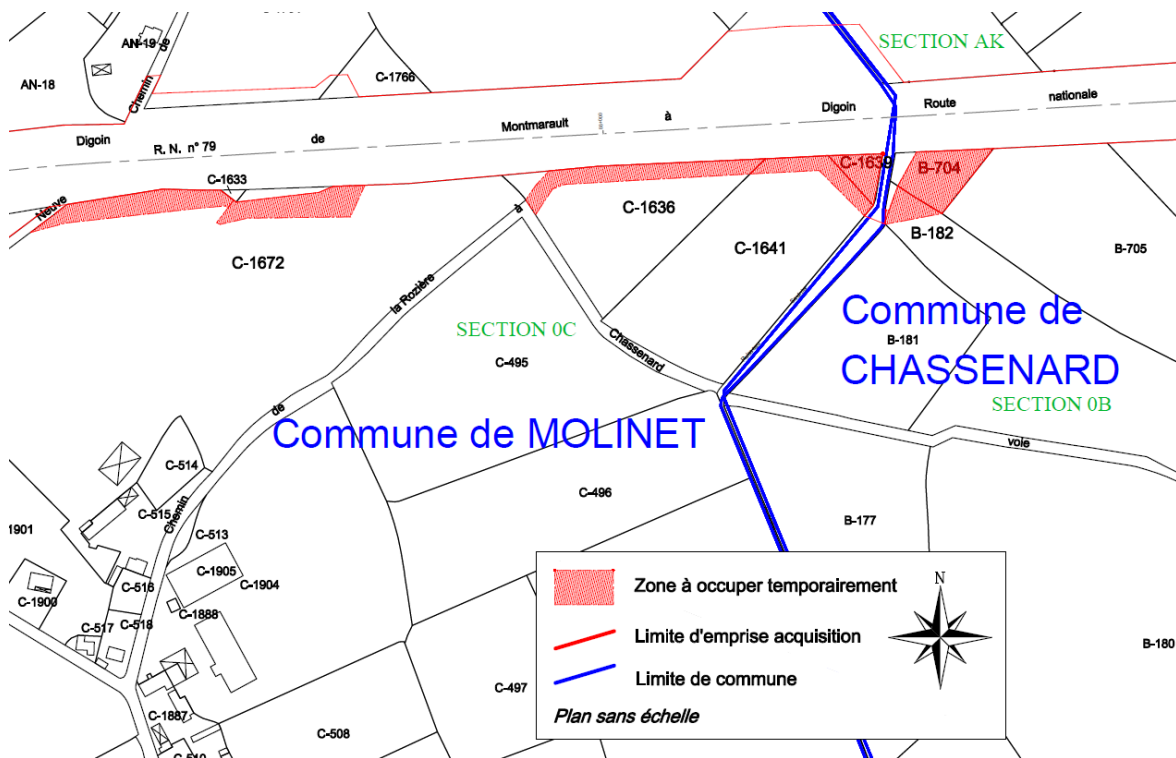 SECTION AK
AN-19
de
AN-18
C-1766
Chemin
Digoin
R. N. n° 79
de
Montmarault
à
Digoin
Route
nationale
C-1633
C-1639
B-704
Neuve
à
C-1636
C-1672
C-1641
B-182
B-705
la Rozière
SECTION 0C
Chassenard
C-495
Commune de
B-181
CHASSENARD
SECTION 0B
de
Commune de MOLINET
voie
C-514
Chemin
C-515
C-496
B-177
1901
C-513
C-1905
C-1904
C-1900
C-516
C-1888
C-517
C-518
B-180
C-497
C-1887
C-508
C-510
Zone à occuper temporairement
N
Limite d'emprise acquisition
Limite de commune
Plan sans échelle